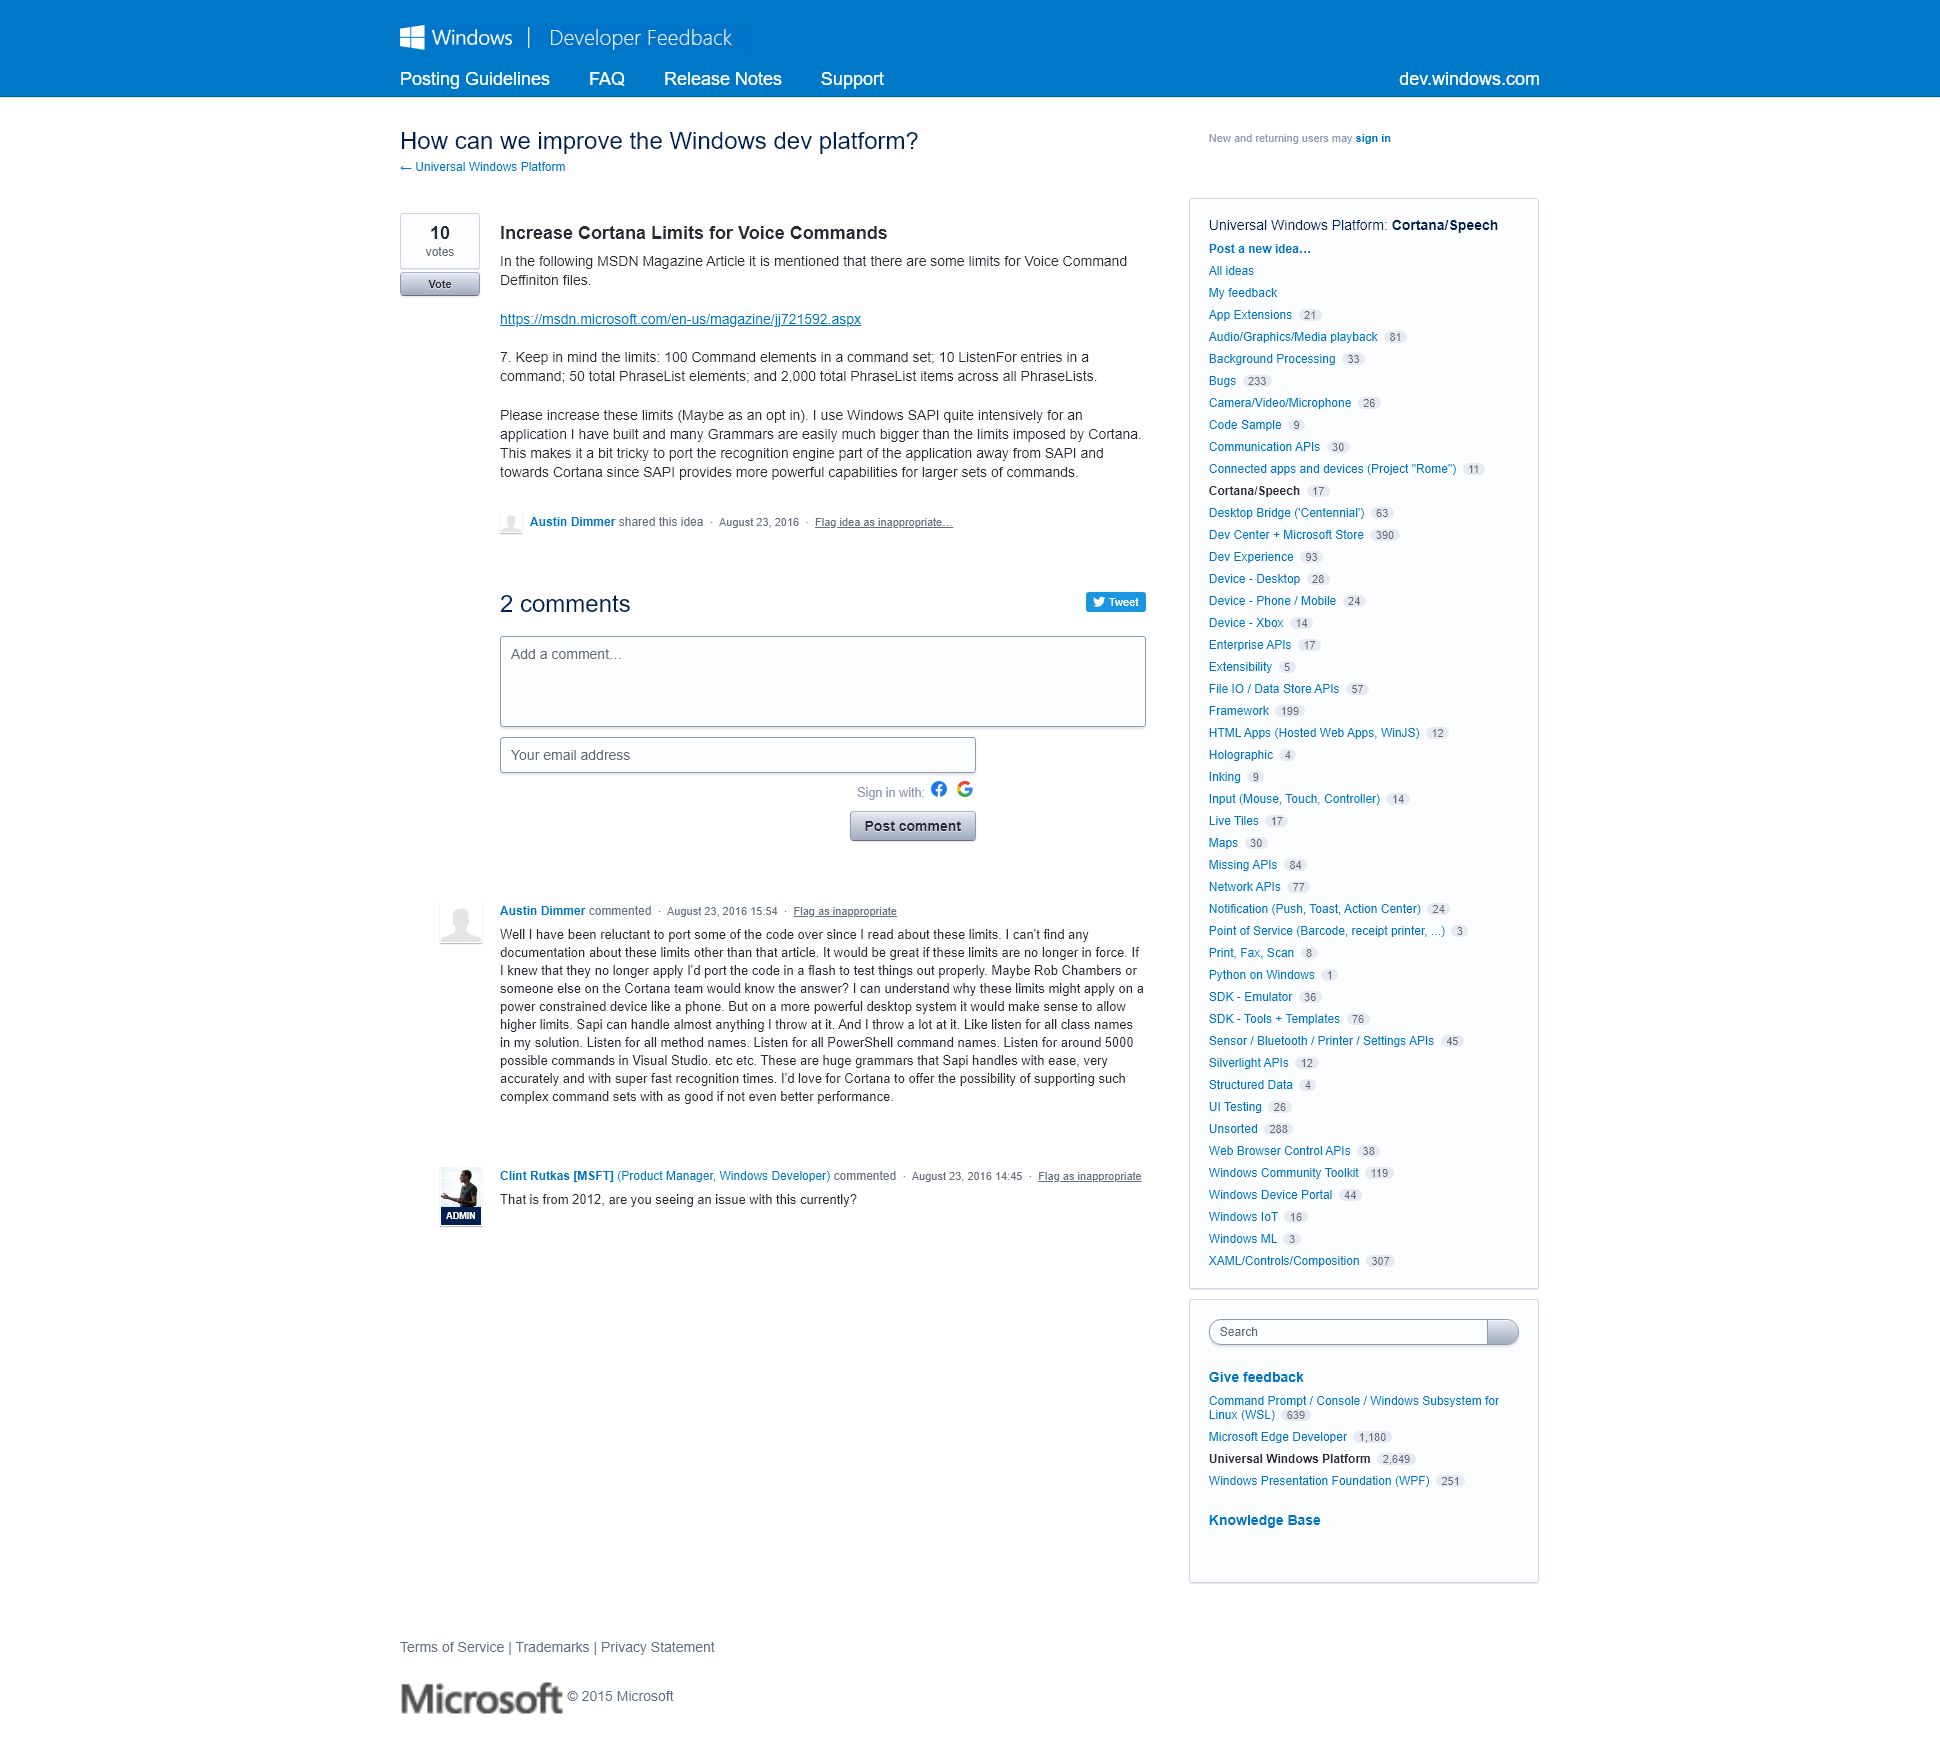 Windows | Developer Feedback
Posting Guidelines FAQ Release Notes Support dev.windows.com
How can we improve the Windows dev platform?
← Universal Windows Platform
New and returning users may sign in
10
votes
Vote
Increase Cortana Limits for Voice Commands
In the following MSDN Magazine Article it is mentioned that there are some limits for Voice Command
Deffiniton files.
https://msdn.microsoft.com/en-us/magazine/jj721592.aspx
7. Keep in mind the limits: 100 Command elements in a command set; 10 ListenFor entries in a
command; 50 total PhraseList elements; and 2,000 total PhraseList items across all PhraseLists.
Please increase these limits (Maybe as an opt in). I use Windows SAPI quite intensively for an
application I have built and many Grammars are easily much bigger than the limits imposed by Cortana.
This makes it a bit tricky to port the recognition engine part of the application away from SAPI and
towards Cortana since SAPI provides more powerful capabilities for larger sets of commands.
Austin Dimmer shared this idea · August 23, 2016 · Flag idea as inappropriate…
2 comments
Tweet
Add a comment…
Your email address
Sign in with:
Post comment
Austin Dimmer commented · August 23, 2016 15:54 · Flag as inappropriate
Well I have been reluctant to port some of the code over since I read about these limits. I can't find any
documentation about these limits other than that article. It would be great if these limits are no longer in force. If
I knew that they no longer apply I'd port the code in a flash to test things out properly. Maybe Rob Chambers or
someone else on the Cortana team would know the answer? I can understand why these limits might apply on a
power constrained device like a phone. But on a more powerful desktop system it would make sense to allow
higher limits. Sapi can handle almost anything I throw at it. And I throw a lot at it. Like listen for all class names
in my solution. Listen for all method names. Listen for all PowerShell command names. Listen for around 5000
possible commands in Visual Studio. etc etc. These are huge grammars that Sapi handles with ease, very
accurately and with super fast recognition times. I'd love for Cortana to offer the possibility of supporting such
complex command sets with as good if not even better performance.
ADMIN
Clint Rutkas [MSFT] (Product Manager, Windows Developer) commented · August 23, 2016 14:45 · Flag as inappropriate
That is from 2012, are you seeing an issue with this currently?
Universal Windows Platform: Cortana/Speech
Post a new idea…
All ideas
My feedback
App Extensions 21
Audio/Graphics/Media playback 81
Background Processing 33
Bugs 233
Camera/Video/Microphone 26
Code Sample 9
Communication APIs 30
Connected apps and devices (Project "Rome") 11
Cortana/Speech 17
Desktop Bridge ('Centennial') 63
Dev Center + Microsoft Store 390
Dev Experience 93
Device - Desktop 28
Device - Phone / Mobile 24
Device - Xbox 14
Enterprise APIs 17
Extensibility 5
File IO / Data Store APIs 57
Framework 199
HTML Apps (Hosted Web Apps, WinJS) 12
Holographic 4
Inking 9
Input (Mouse, Touch, Controller) 14
Live Tiles 17
Maps 30
Missing APIs 84
Network APIs 77
Notification (Push, Toast, Action Center) 24
Point of Service (Barcode, receipt printer, ...) 3
Print, Fax, Scan 8
Python on Windows 1
SDK - Emulator 36
SDK - Tools + Templates 76
Sensor / Bluetooth / Printer / Settings APIs 45
Silverlight APIs 12
Structured Data 4
UI Testing 26
Unsorted 288
Web Browser Control APIs 38
Windows Community Toolkit 119
Windows Device Portal 44
Windows IoT 16
Windows ML 3
XAML/Controls/Composition 307
Search
Give feedback
Command Prompt / Console / Windows Subsystem for
Linux (WSL) 639
Microsoft Edge Developer 1,180
Universal Windows Platform 2,649
Windows Presentation Foundation (WPF) 251
Knowledge Base
Terms of Service | Trademarks | Privacy Statement
Microsoft © 2015 Microsoft